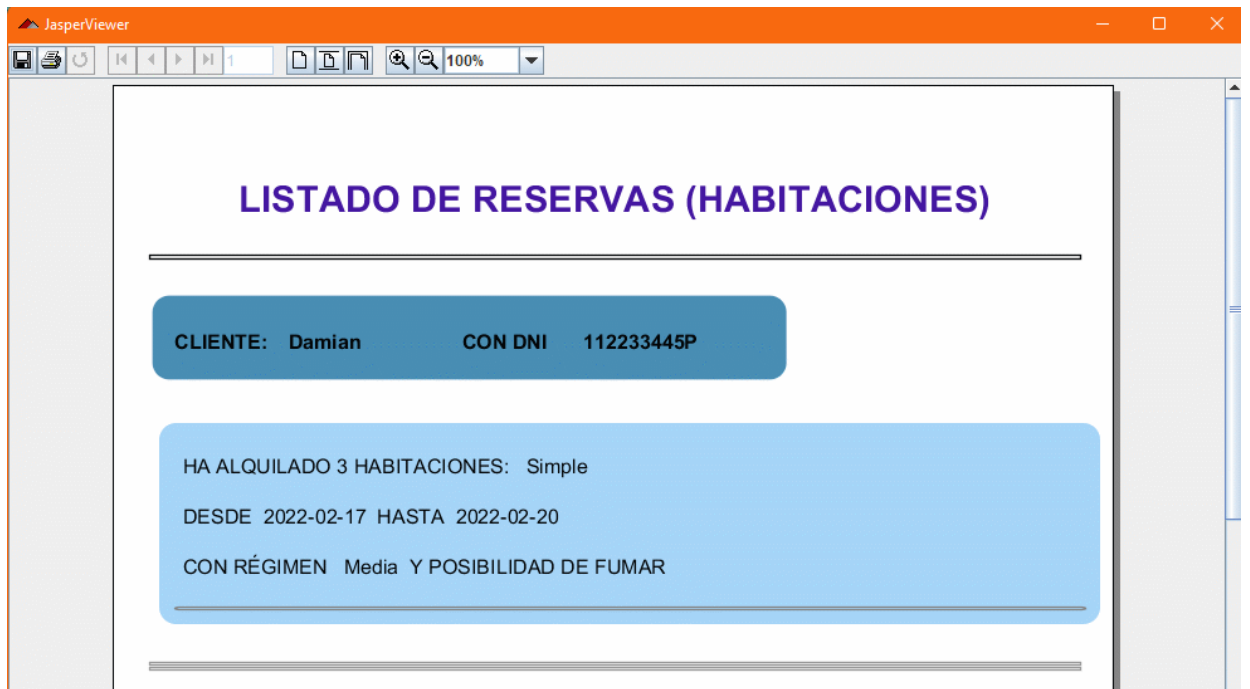 JasperViewer
1
100%
LISTADO DE RESERVAS (HABITACIONES)
CLIENTE: Damian CON DNI 112233445P
HA ALQUILADO 3 HABITACIONES: Simple
DESDE 2022-02-17 HASTA 2022-02-20
CON RÉGIMEN Media Y POSIBILIDAD DE FUMAR